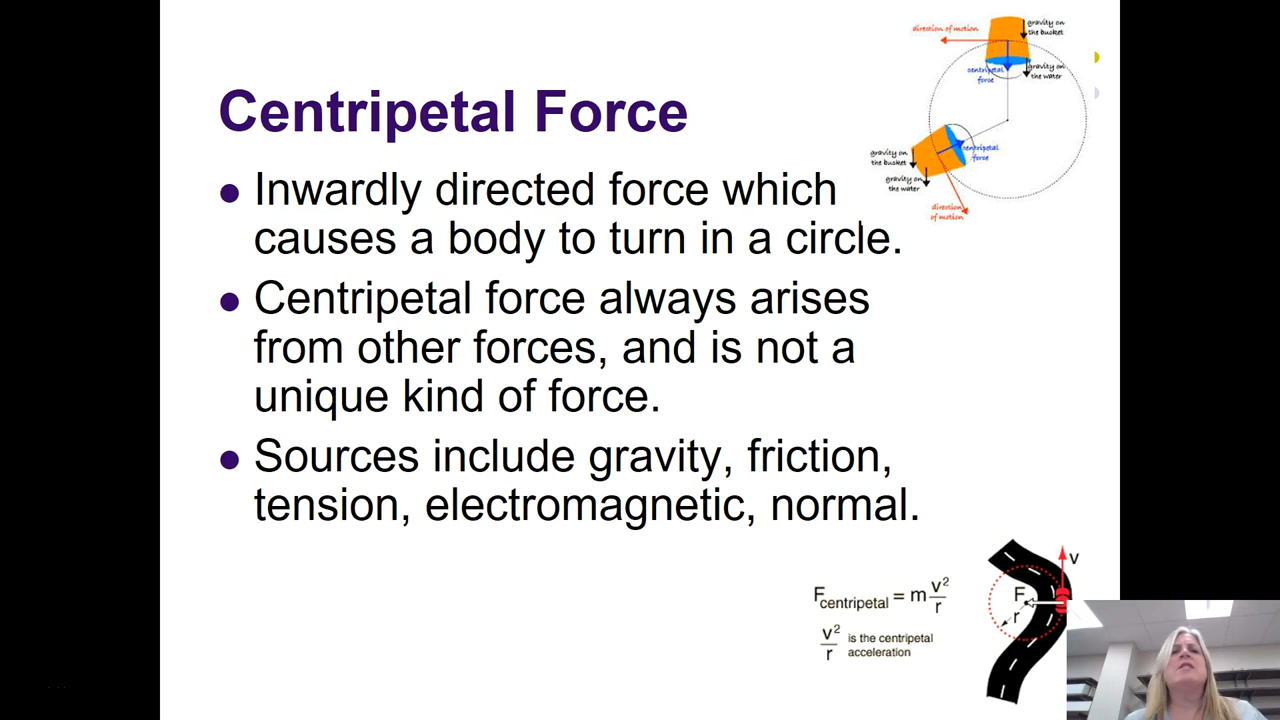 direction of motion
gravity on
the bucket
centripetal
force
gravity on
the water
Centripetal Force
gravity on
the bucket
centripetal
force
gravity on
the water
direction
of motion
● Inwardly directed force which
causes a body to turn in a circle.
● Centripetal force always arises
from other forces, and is not a
unique kind of force.
● Sources include gravity, friction,
tension, electromagnetic, normal.
F centripetal = m v²/r
v²/r is the centripetal
acceleration
v
F
r